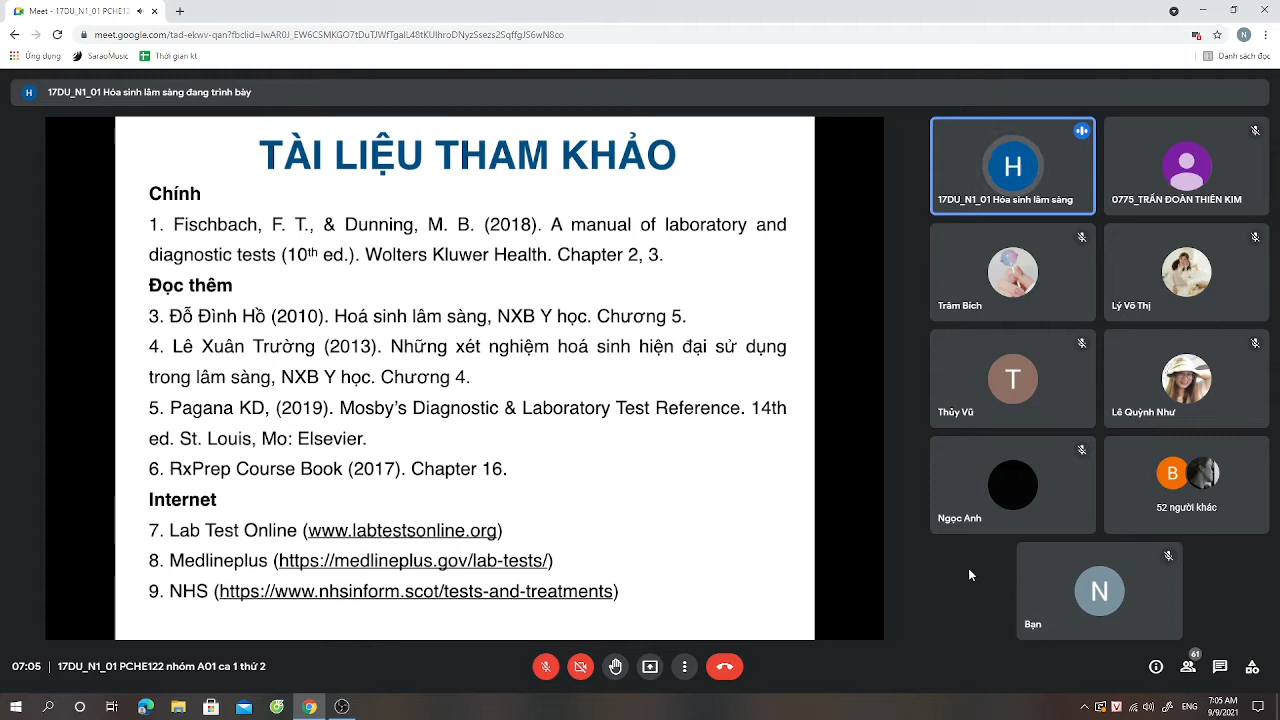 Meet - 17DU_N1_01 PCHE12
meet.google.com/tad-ekwv-qan?fbclid=IwAR0J_EW6CSMKGO7tDuTJWfTgalL48tKUlhroDNyzSsezs2SqffgJS6wN8co
N
Ứng dụng
SaraoMusic
Thời gian kt
Danh sách đọc
H
17DU_N1_01 Hóa sinh lâm sàng đang trình bày
TÀI LIỆU THAM KHẢO
Chính
1. Fischbach, F. T., & Dunning, M. B. (2018). A manual of laboratory and
diagnostic tests (10th ed.). Wolters Kluwer Health. Chapter 2, 3.
Đọc thêm
3. Đỗ Đình Hồ (2010). Hoá sinh lâm sàng, NXB Y học. Chương 5.
4. Lê Xuân Trường (2013). Những xét nghiệm hoá sinh hiện đại sử dụng
trong lâm sàng, NXB Y học. Chương 4.
5. Pagana KD, (2019). Mosby's Diagnostic & Laboratory Test Reference. 14th
ed. St. Louis, Mo: Elsevier.
6. RxPrep Course Book (2017). Chapter 16.
Internet
7. Lab Test Online (www.labtestsonline.org)
8. Medlineplus (https://medlineplus.gov/lab-tests/)
9. NHS (https://www.nhsinform.scot/tests-and-treatments)
H
17DU_N1_01 Hóa sinh lâm sàng
0775_TIỀN HOÀNG THIÊN KIM
Trâm Bích
Lý Võ Thị
T
Thủy Vũ
Lê Quỳnh Như
Ngọc Anh
B
52 người khác
N
Bạn
07:05
17DU_N1_01 PCHE122 nhóm A01 ca 1 thứ 2
61
7:05 AM
9/9/2021